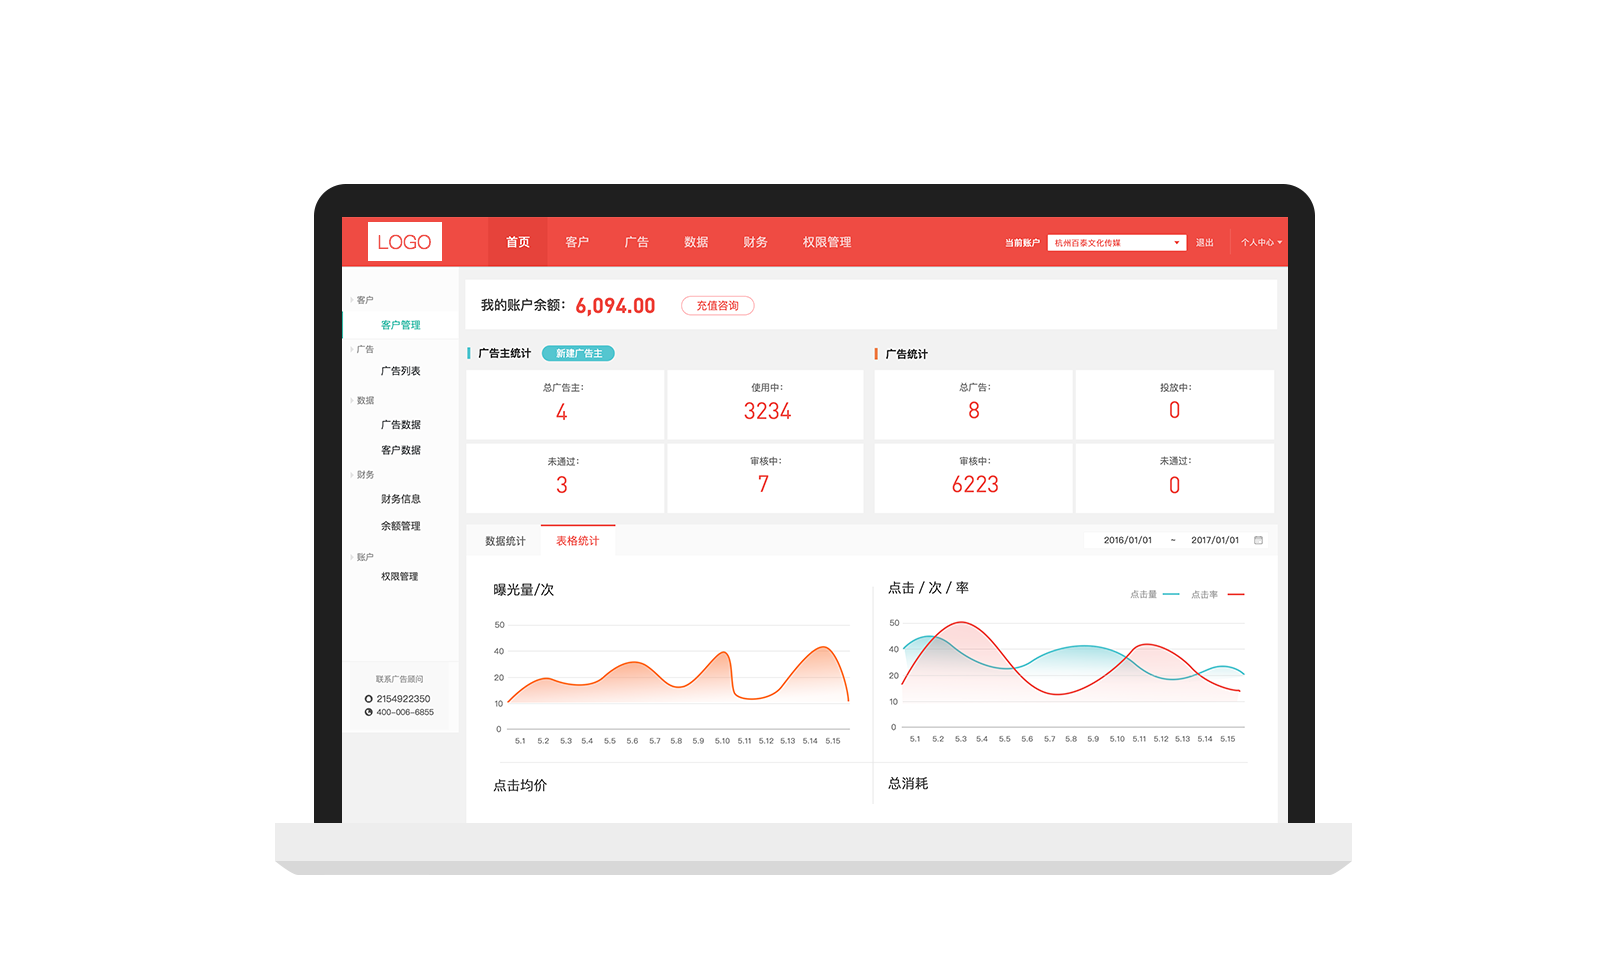 LOGO 首页 客户 广告 数据 财务 权限管理 当前账户 杭州百泰文化传媒 退出 个人中心
客户
客户管理
广告
广告列表
数据
广告数据
客户数据
财务
财务信息
余额管理
账户
权限管理
联系广告顾问
2154922350
400-006-6855
我的账户余额： 6,094.00 充值咨询
广告主统计 新建广告主
总广告主：
4
使用中：
3234
未通过：
3
审核中：
7
广告统计
总广告：
8
投放中：
0
审核中：
6223
未通过：
0
数据统计 表格统计 2016/01/01 ~ 2017/01/01
曝光量/次
50
40
20
10
0
5.1 5.2 5.3 5.4 5.5 5.6 5.7 5.8 5.9 5.10 5.11 5.12 5.13 5.14 5.15
点击 / 次 / 率
点击量 点击率
50
40
20
10
0
5.1 5.2 5.3 5.4 5.5 5.6 5.7 5.8 5.9 5.10 5.11 5.12 5.13 5.14 5.15
点击均价
总消耗